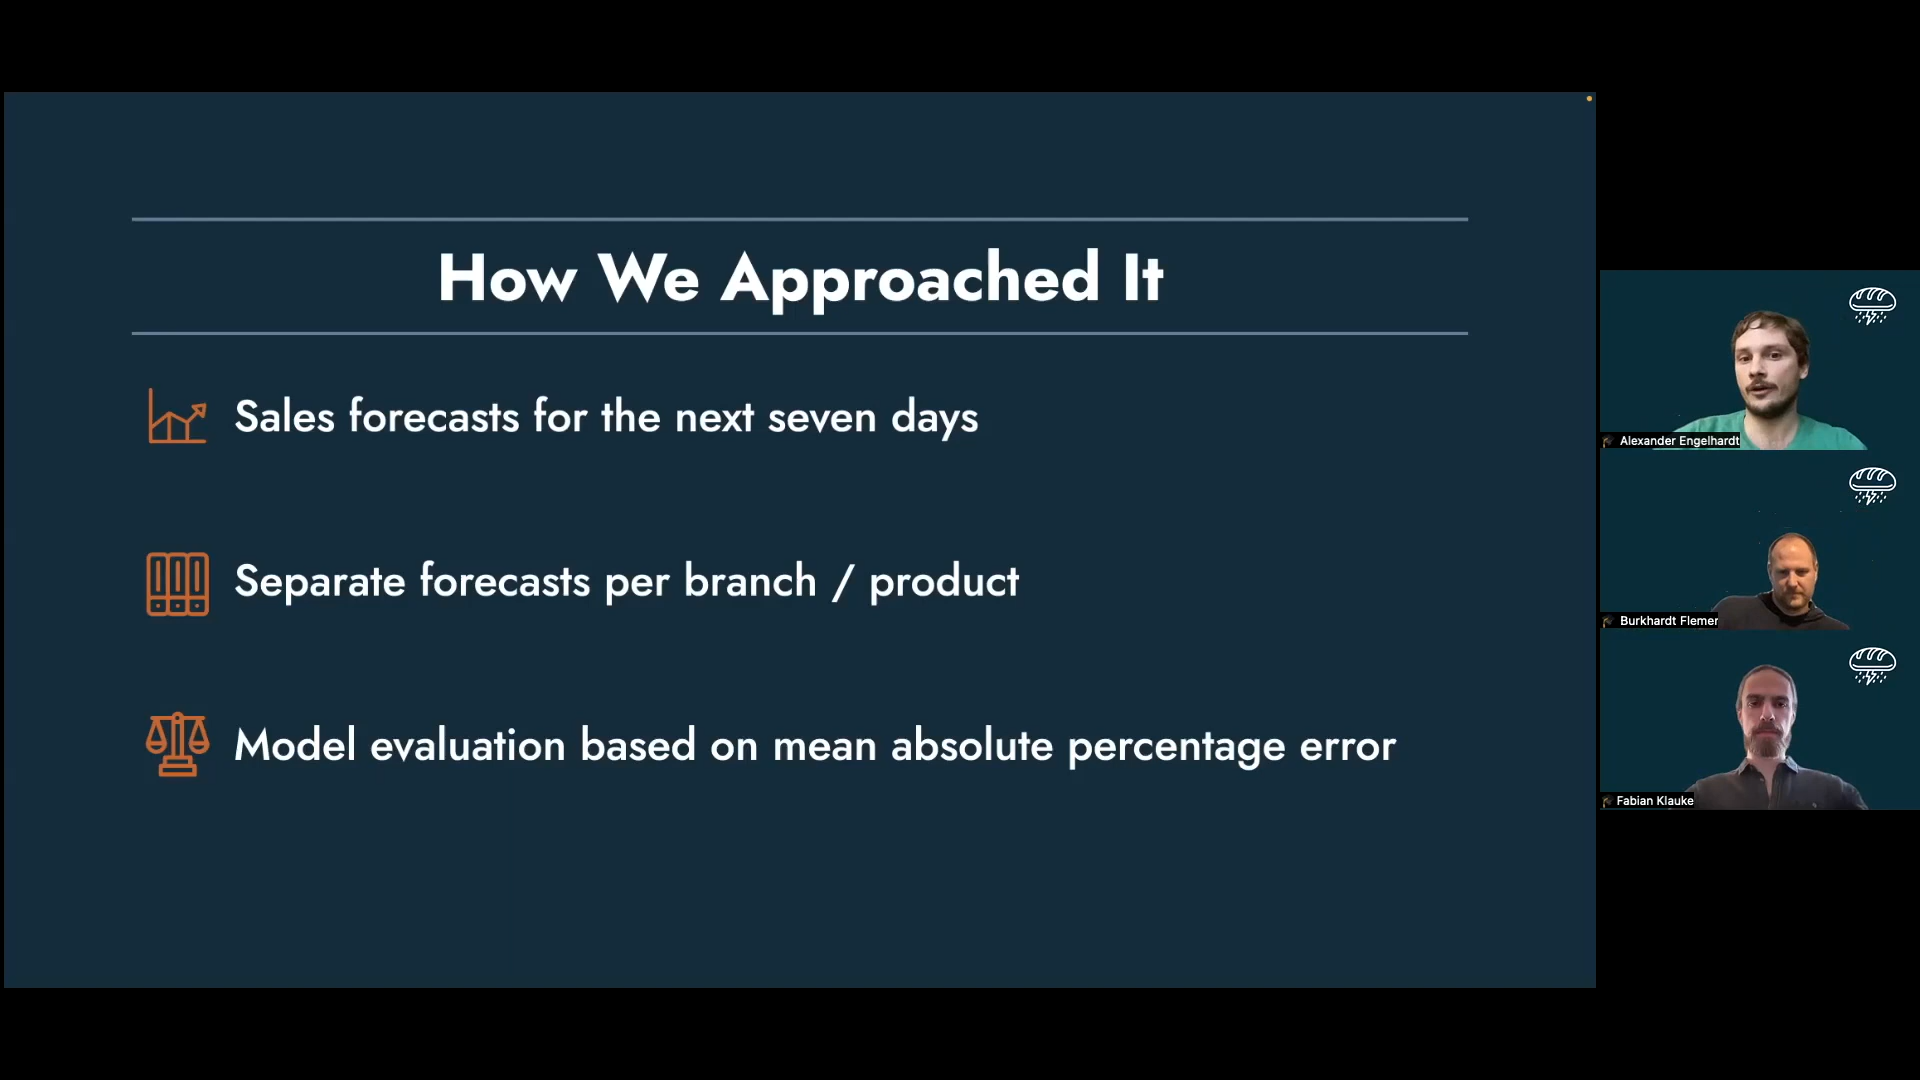 How We Approached It
Sales forecasts for the next seven days
Separate forecasts per branch / product
Model evaluation based on mean absolute percentage error
Alexander Engelhardt
Burkhardt Flemer
Fabian Klauke